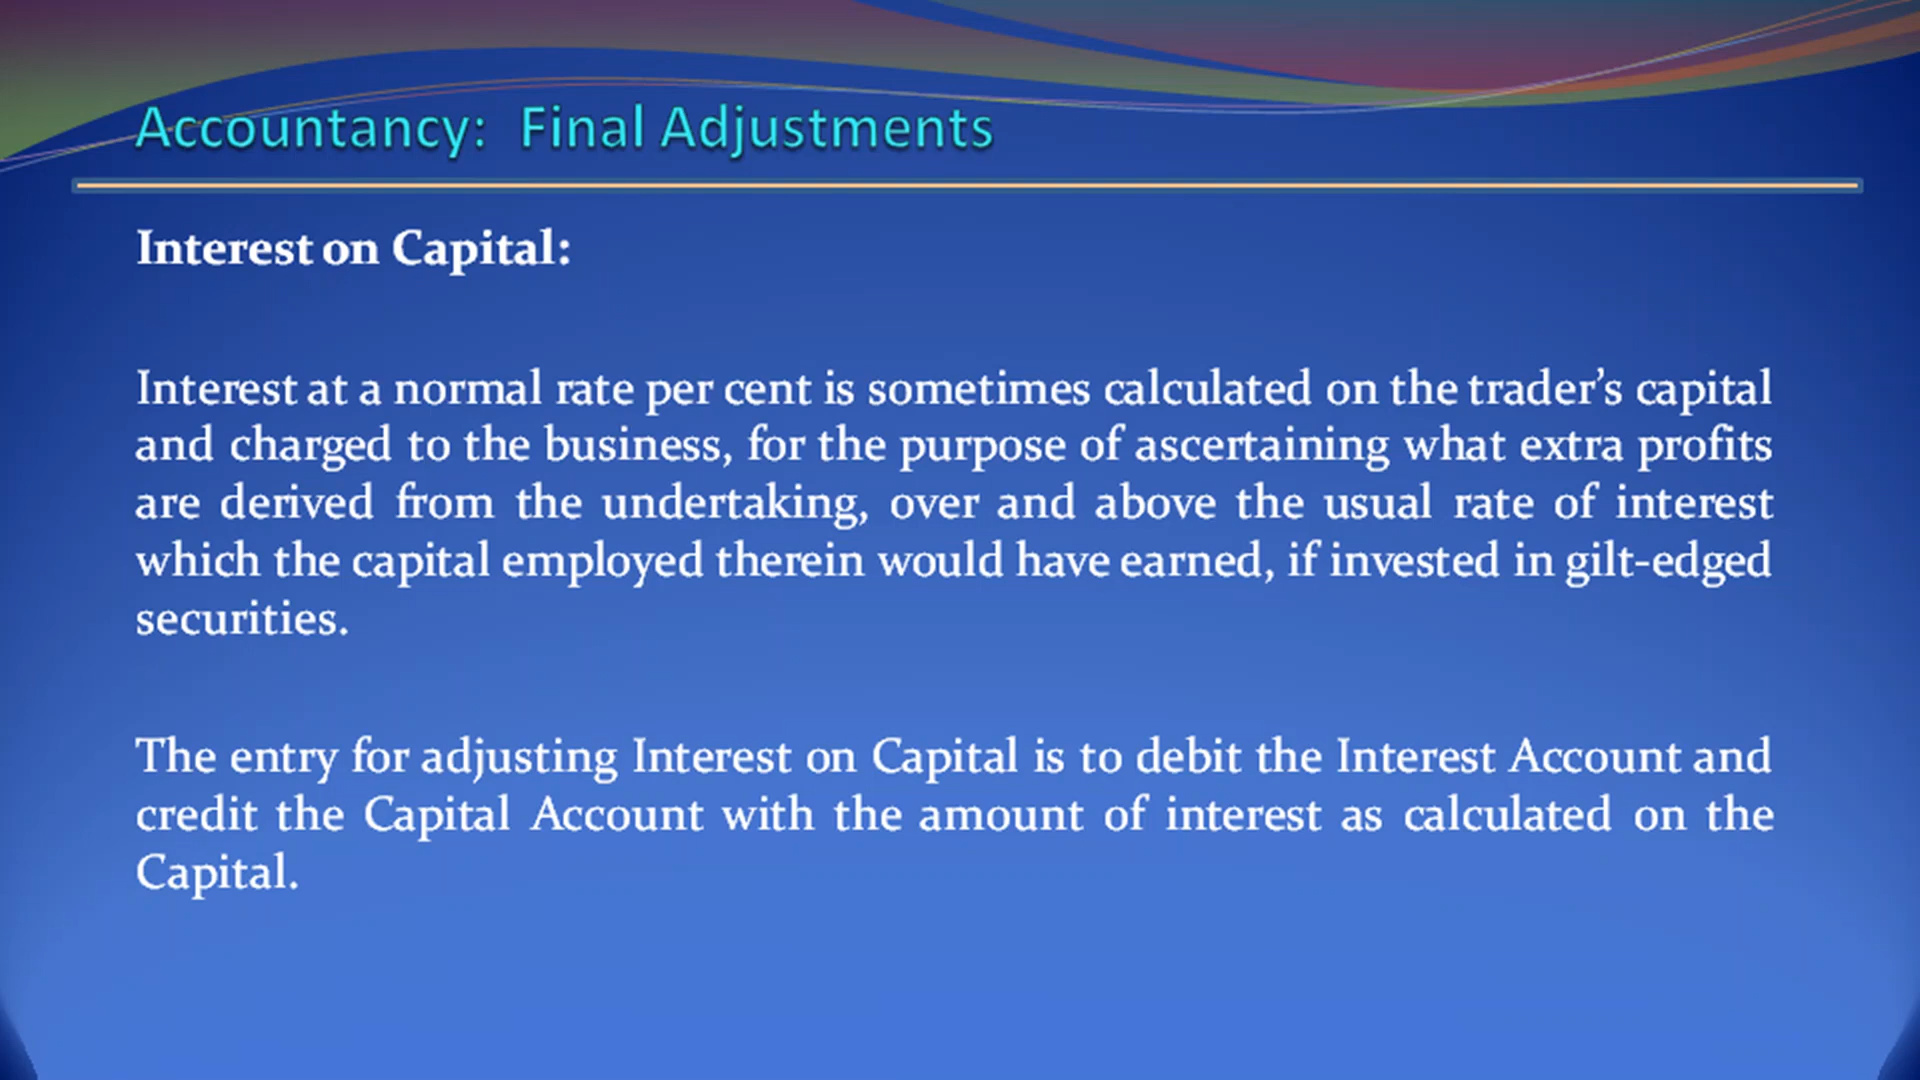 Accountancy: Final Adjustments
Interest on Capital:
Interest at a normal rate per cent is sometimes calculated on the trader’s capital
and charged to the business, for the purpose of ascertaining what extra profits
are derived from the undertaking, over and above the usual rate of interest
which the capital employed therein would have earned, if invested in gilt-edged
securities.
The entry for adjusting Interest on Capital is to debit the Interest Account and
credit the Capital Account with the amount of interest as calculated on the
Capital.